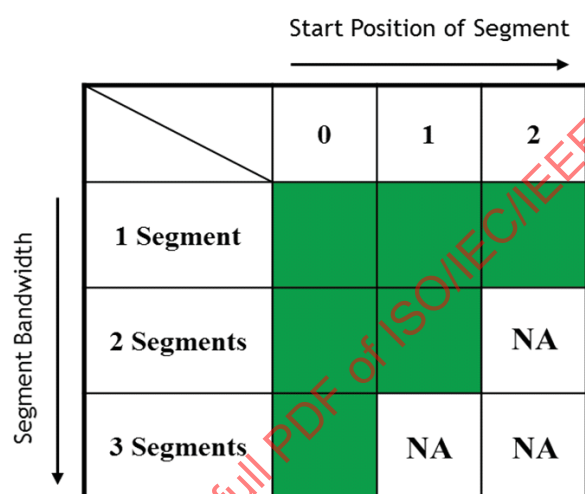 Start Position of Segment
0 1 2
Segment Bandwidth
1 Segment
2 Segments NA
3 Segments NA NA
full PDF of ISO/IEC/IEEE